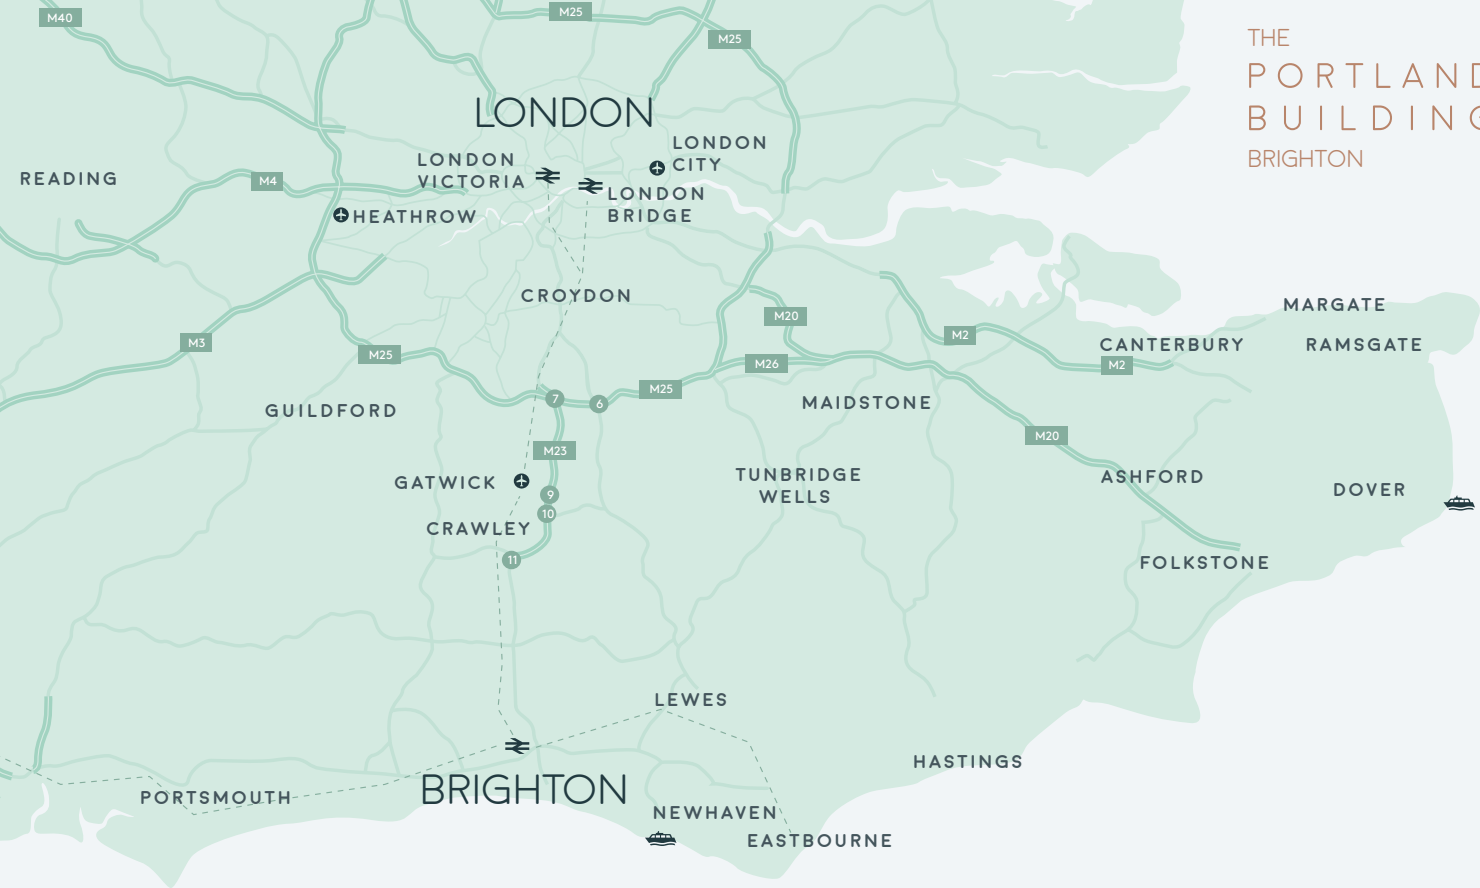 M40
M25
M25
THE
PORTLAND
BUILDING
BRIGHTON
LONDON
LONDON
CITY
LONDON
VICTORIA
READING
M4
LONDON
BRIDGE
HEATHROW
CROYDON
MARGATE
M20
M2
M3
CANTERBURY
RAMSGATE
M25
M26
M2
M25
7
6
MAIDSTONE
GUILDFORD
M20
M23
TUNBRIDGE
WELLS
GATWICK
ASHFORD
9
DOVER
10
CRAWLEY
11
FOLKSTONE
LEWES
HASTINGS
BRIGHTON
PORTSMOUTH
NEWHAVEN
EASTBOURNE